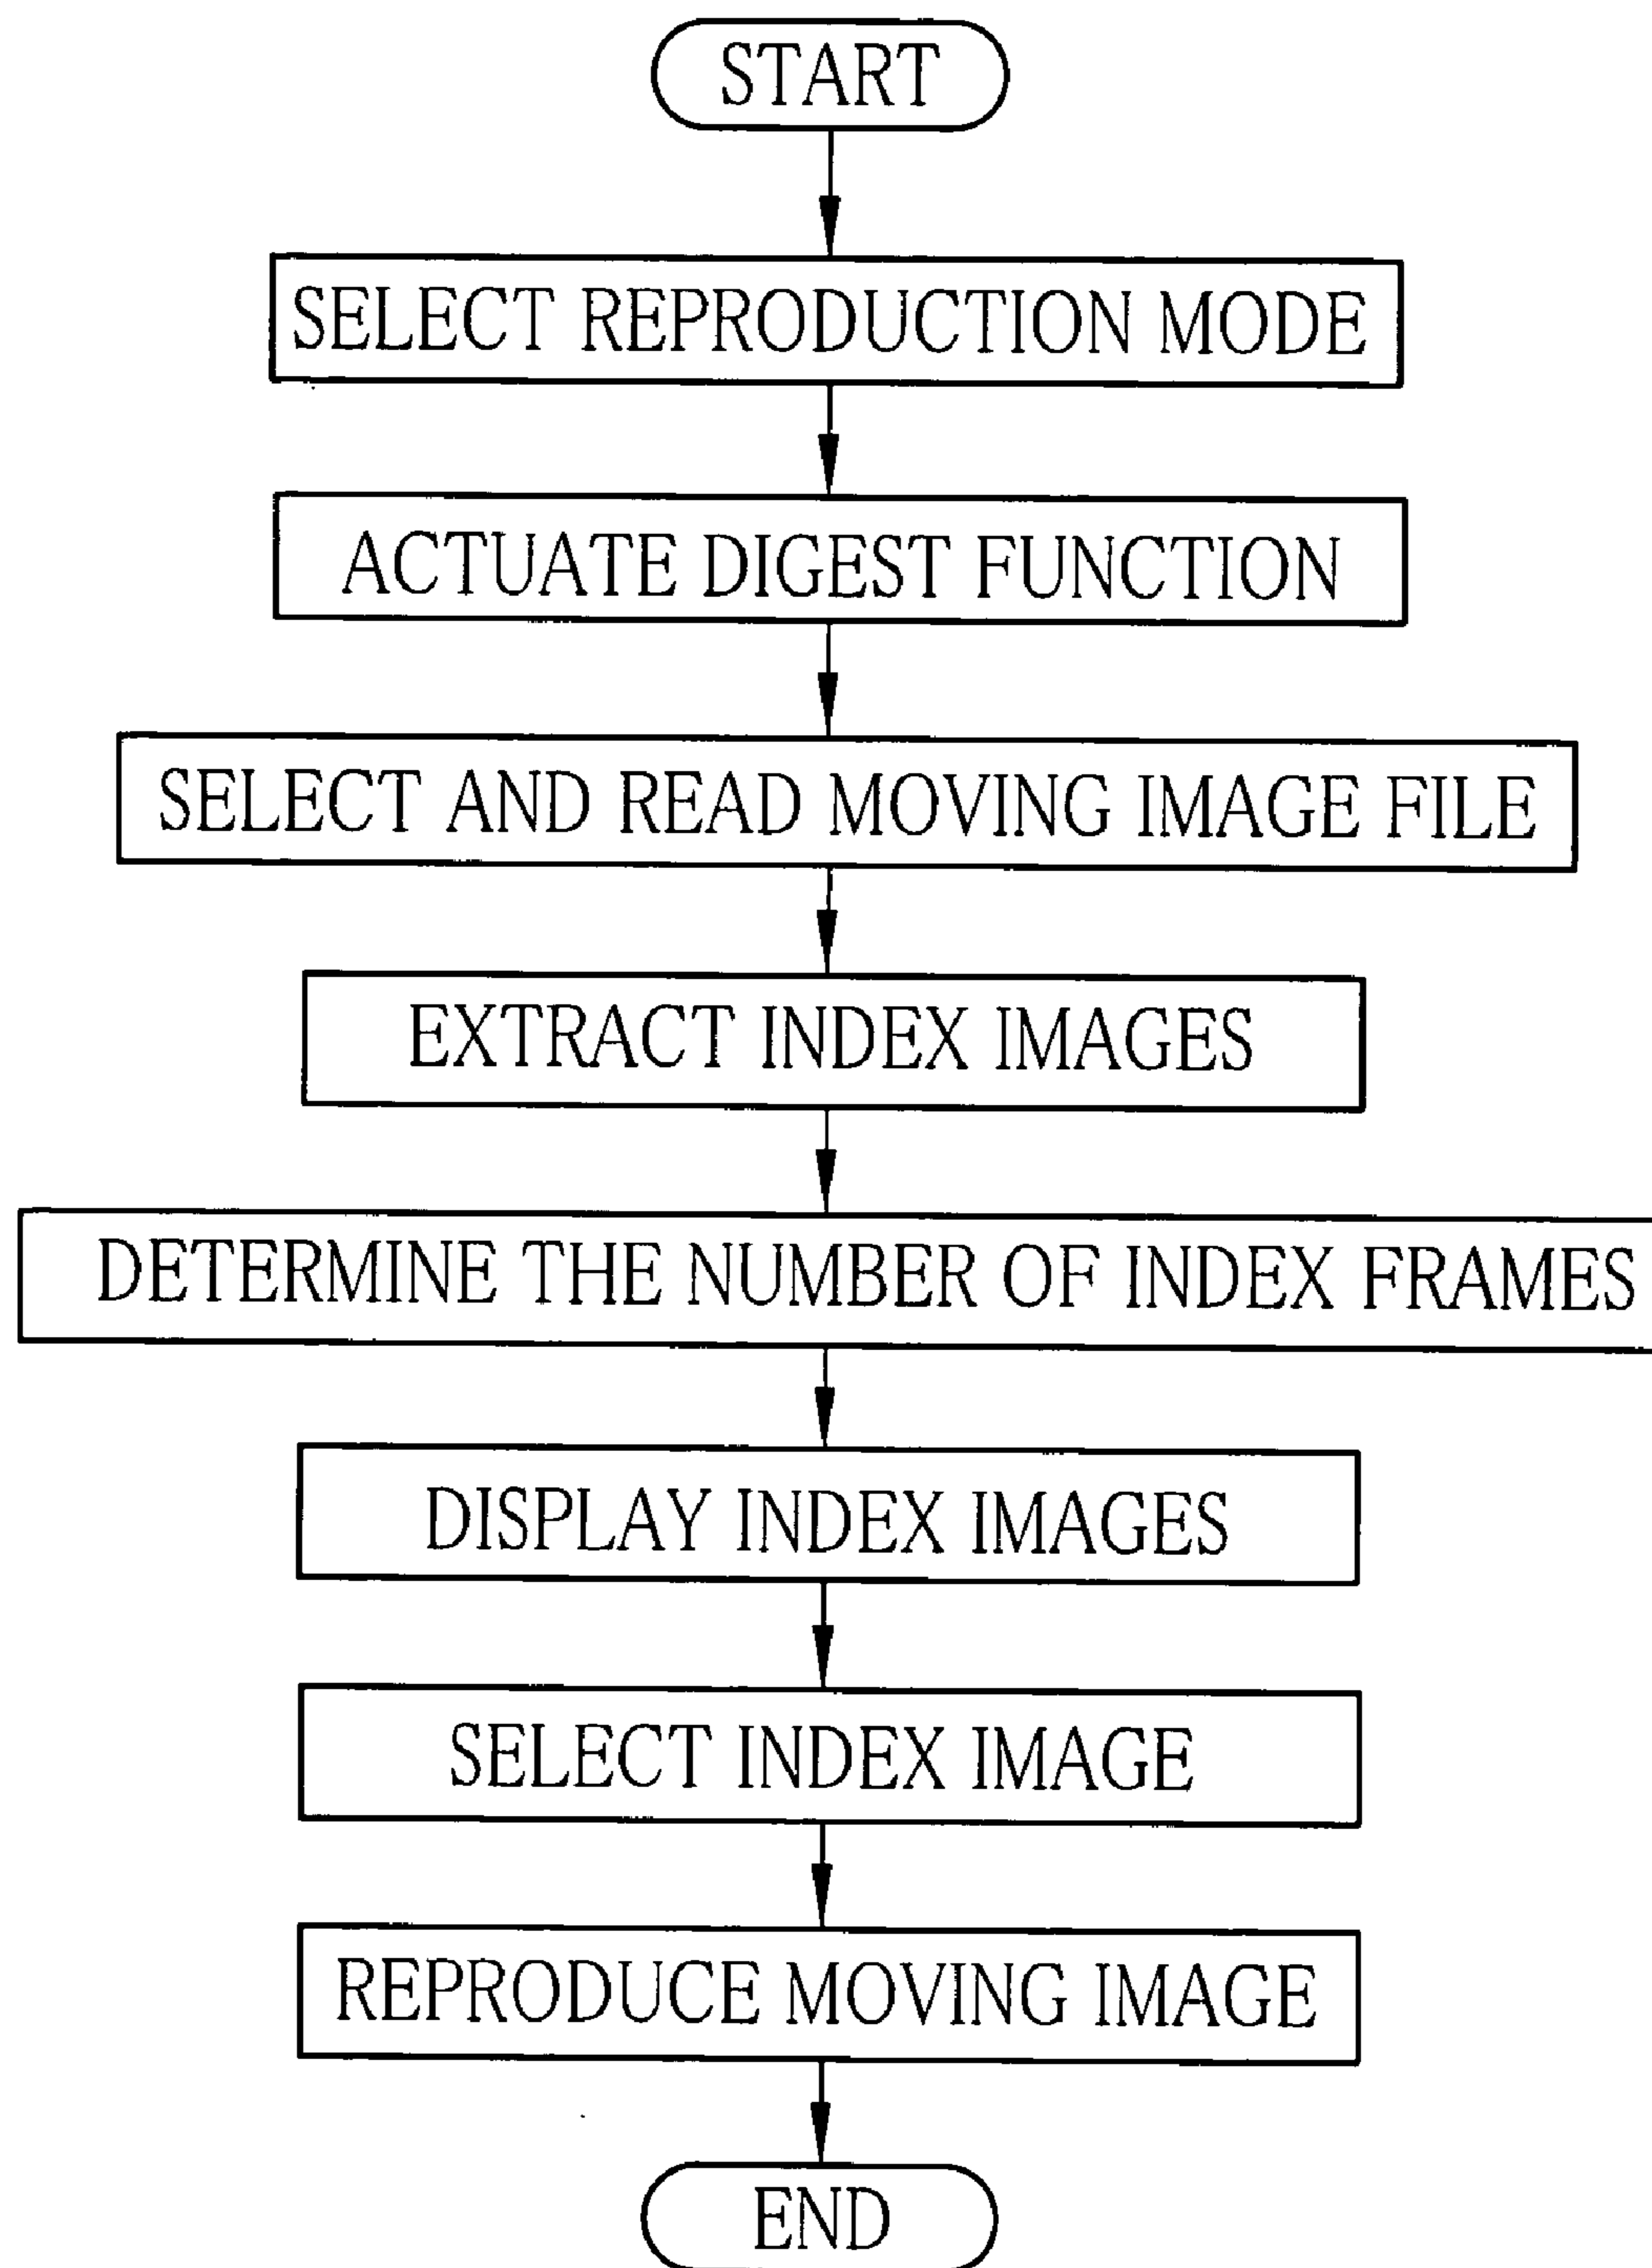 START
SELECT REPRODUCTION MODE
ACTUATE DIGEST FUNCTION
SELECT AND READ MOVING IMAGE FILE
EXTRACT INDEX IMAGES
DETERMINE THE NUMBER OF INDEX FRAMES
DISPLAY INDEX IMAGES
SELECT INDEX IMAGE
REPRODUCE MOVING IMAGE
END